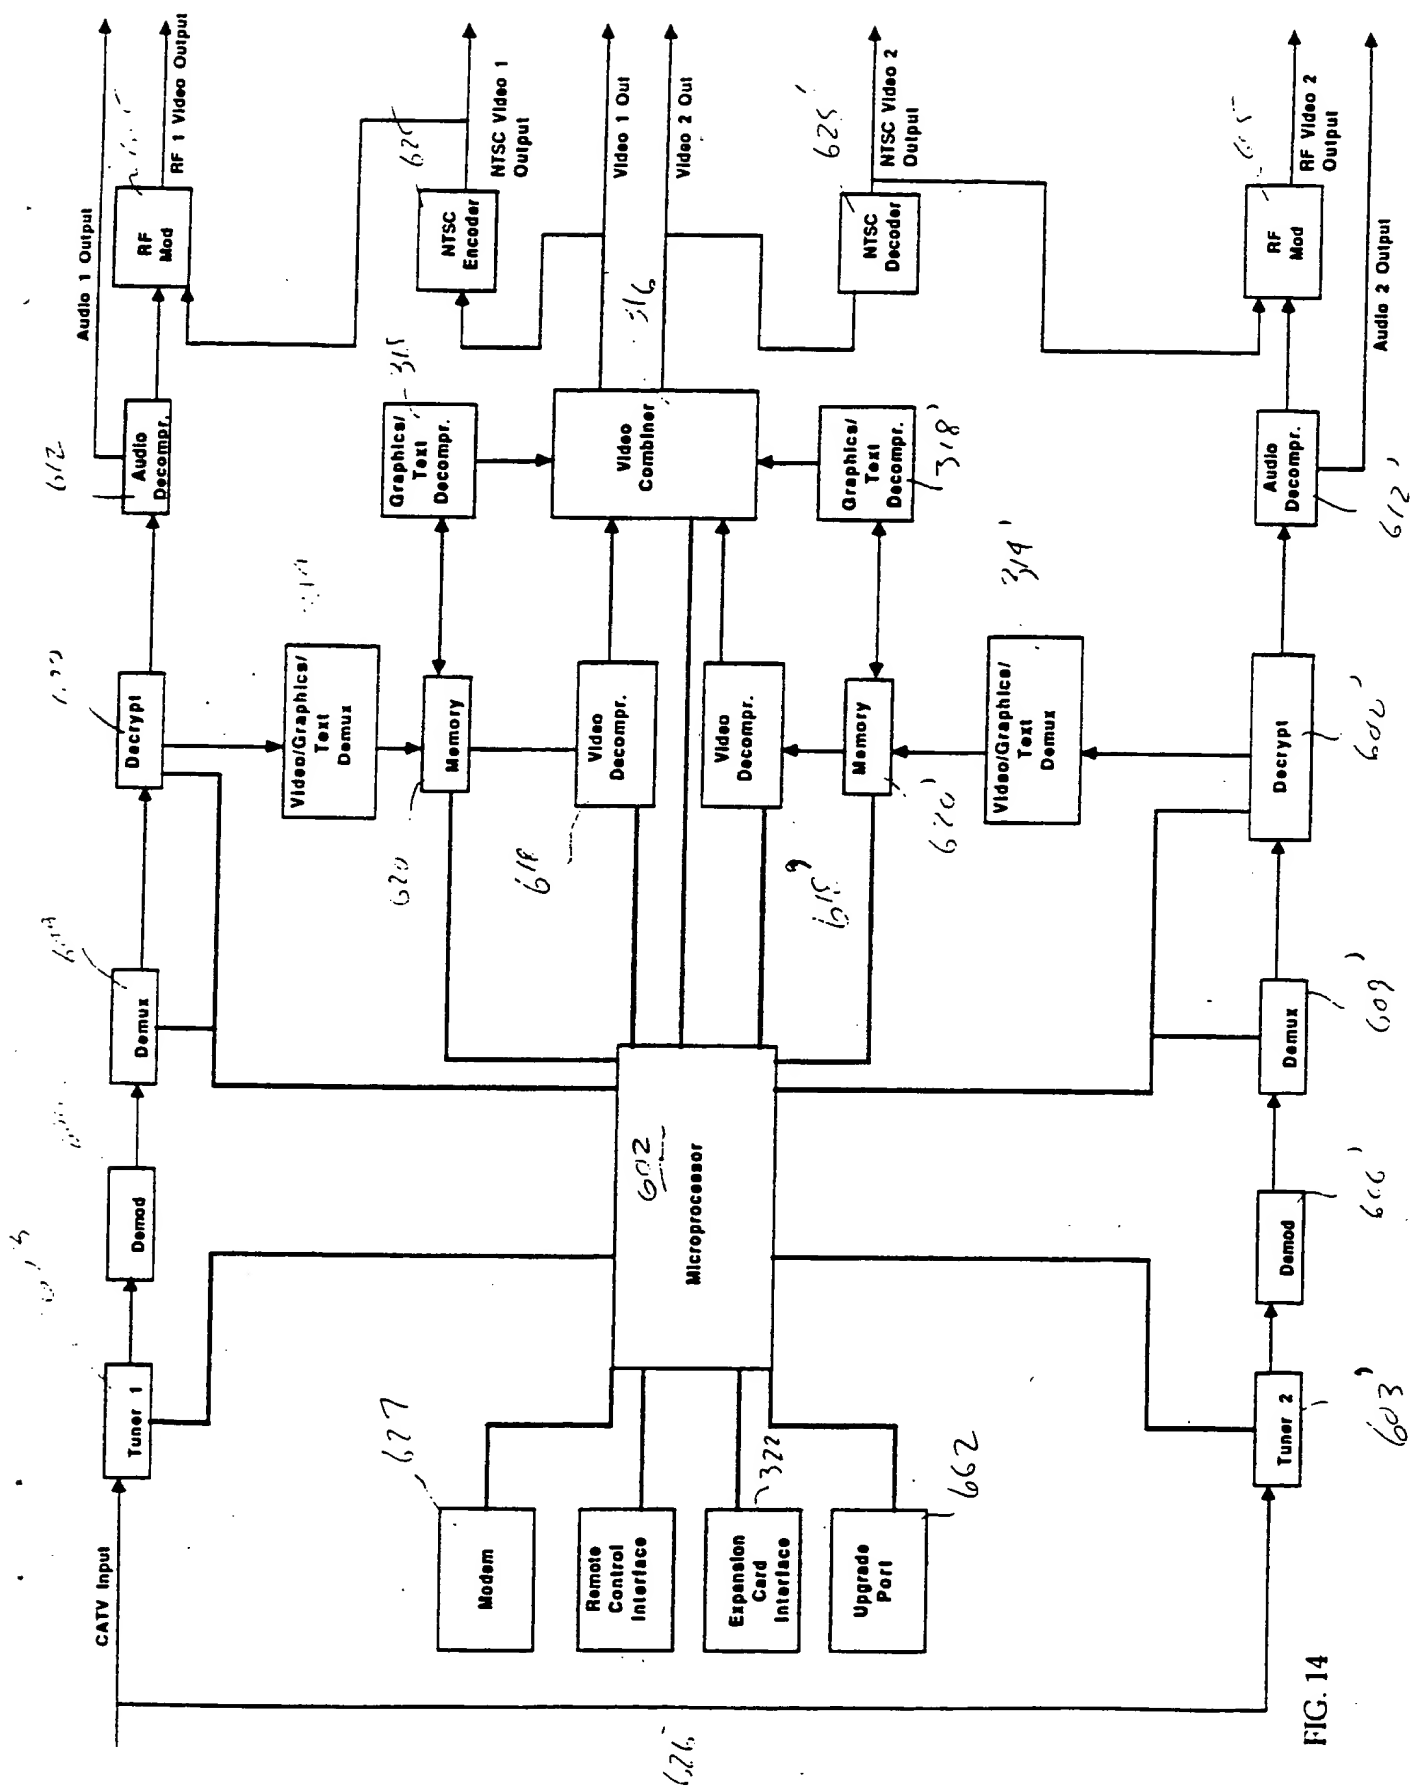 Audio 1 Output
RF 1 Video Output
RF
Mod
NTSC Video 1
Output
NTSC
Encoder
Video 1 Out
Video 2 Out
NTSC Video 2
Output
625'
NTSC
Decoder
RF Video 2
Output
RF
Mod
Audio 2 Output
612
Audio
Decompr.
Graphics/
Text
Decompr.
315
316
Video
Combiner
Graphics/
Text
Decompr.
318'
Audio
Decompr.
612'
Decrypt
Video/Graphics/
Text
Demux
Memory
620
Video
Decompr.
618
Video
Decompr.
Memory
620'
Video/Graphics/
Text
Demux
314'
Decrypt
Demux
Demux
609'
Demod
602
Microprocessor
Demod
606'
Tuner 1
Tuner 2
603'
CATV Input
627
Modem
Remote
Control
Interface
322
Expansion
Card
Interface
662
Upgrade
Port
626
FIG. 14